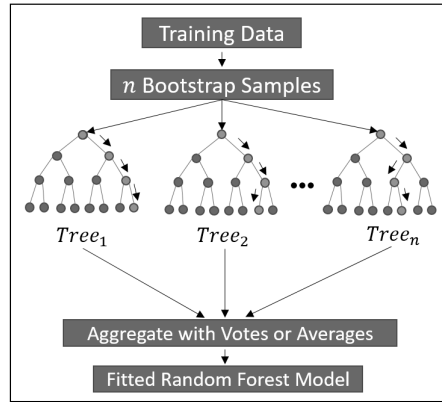 Training Data
n Bootstrap Samples
Tree₁
Tree₂
Treeₙ
Aggregate with Votes or Averages
Fitted Random Forest Model